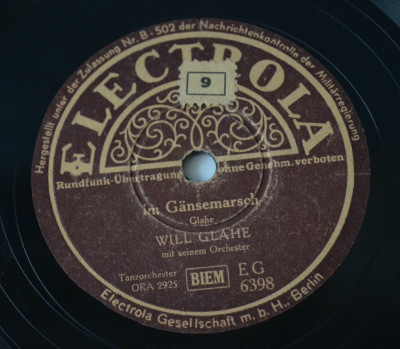 Hergestellt unter der Zulassung Nr. B-502 der Nachrichtenkontrolle der Militärregierung
ELECTROLA
9
Rundfunk-Übertragung ohne Genehm. verboten
Im Gänsemarsch
Glahe
WILL GLAHE
mit seinem Orchester
Tanzorchester
ORA 2925
BIEM
EG
6398
Electrola Gesellschaft m. b. H., Berlin